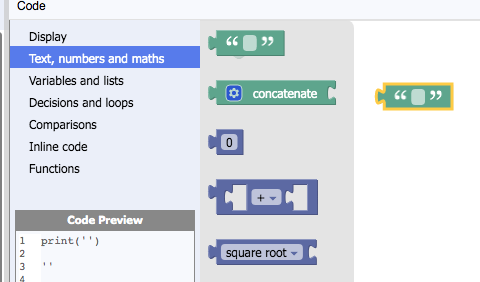 Code
Display
Text, numbers and maths
Variables and lists
Decisions and loops
Comparisons
Inline code
Functions
“ ”
concatenate
0
+
square root
“ ”
Code Preview
1 print('')
2
3 ''
4